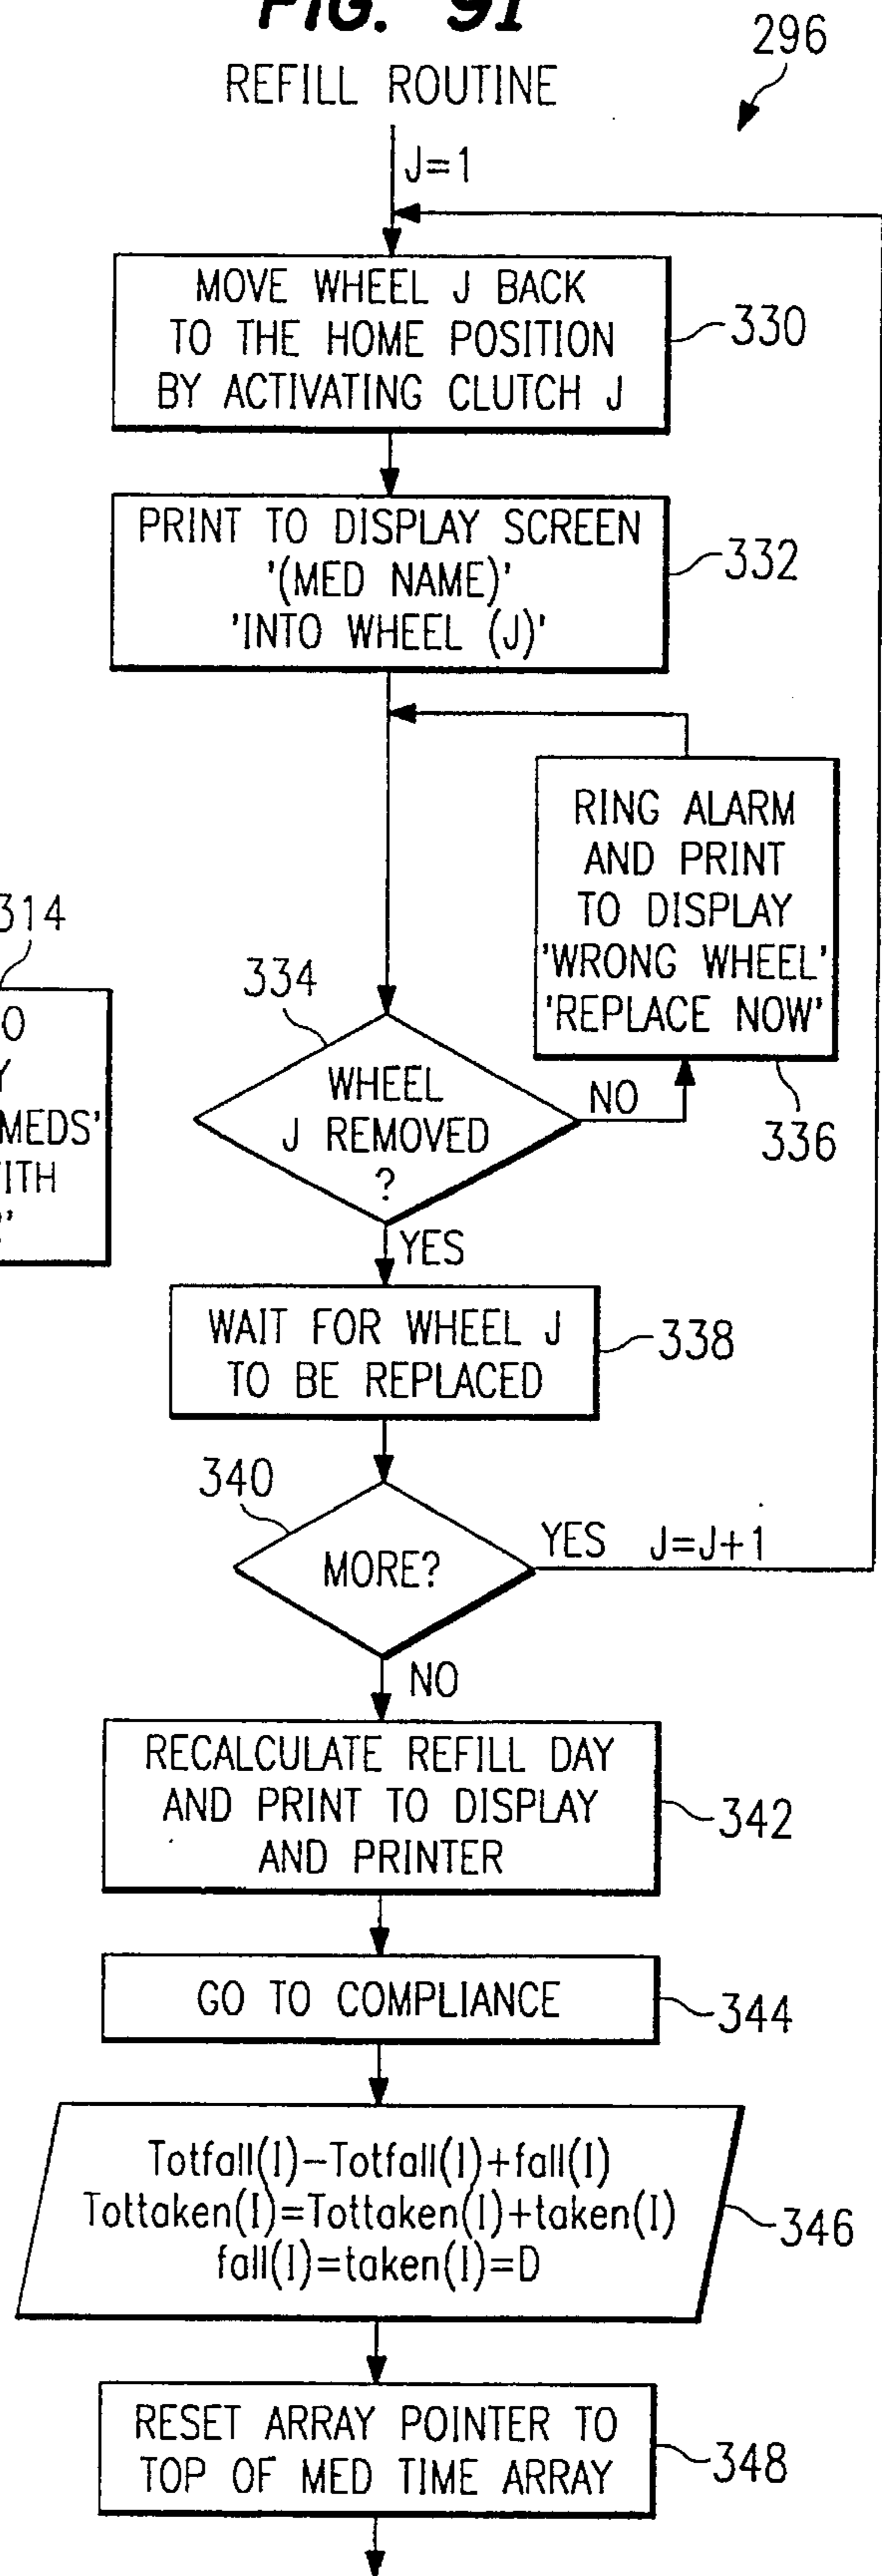 FIG. 9I
296
REFILL ROUTINE
J=1
MOVE WHEEL J BACK
TO THE HOME POSITION
BY ACTIVATING CLUTCH J
330
PRINT TO DISPLAY SCREEN
'(MED NAME)'
'INTO WHEEL (J)'
332
RING ALARM
AND PRINT
TO DISPLAY
'WRONG WHEEL'
'REPLACE NOW'
336
314
MEDS'
334
WHEEL
J REMOVED
?
NO
YES
WAIT FOR WHEEL J
TO BE REPLACED
338
340
MORE?
YES J=J+1
NO
RECALCULATE REFILL DAY
AND PRINT TO DISPLAY
AND PRINTER
342
GO TO COMPLIANCE
344
Totfall(I)-Totfall(I)+fall(I)
Tottaken(I)=Tottaken(I)+taken(I)
fall(I)=taken(I)=D
346
RESET ARRAY POINTER TO
TOP OF MED TIME ARRAY
348